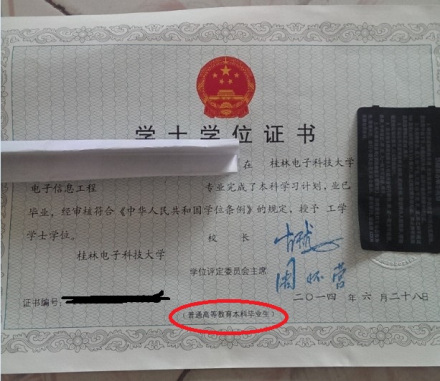 学士学位证书
在 桂林电子科技大学
电子信息工程 专业完成了本科学习计划，业已
毕业，经审核符合《中华人民共和国学位条例》的规定，授予 工学
学士学位。
桂林电子科技大学
校 长
学位评定委员会主席 周怀营
证书编号：
二〇一四 年 六 月 二十八 日
（普通高等教育本科毕业生）